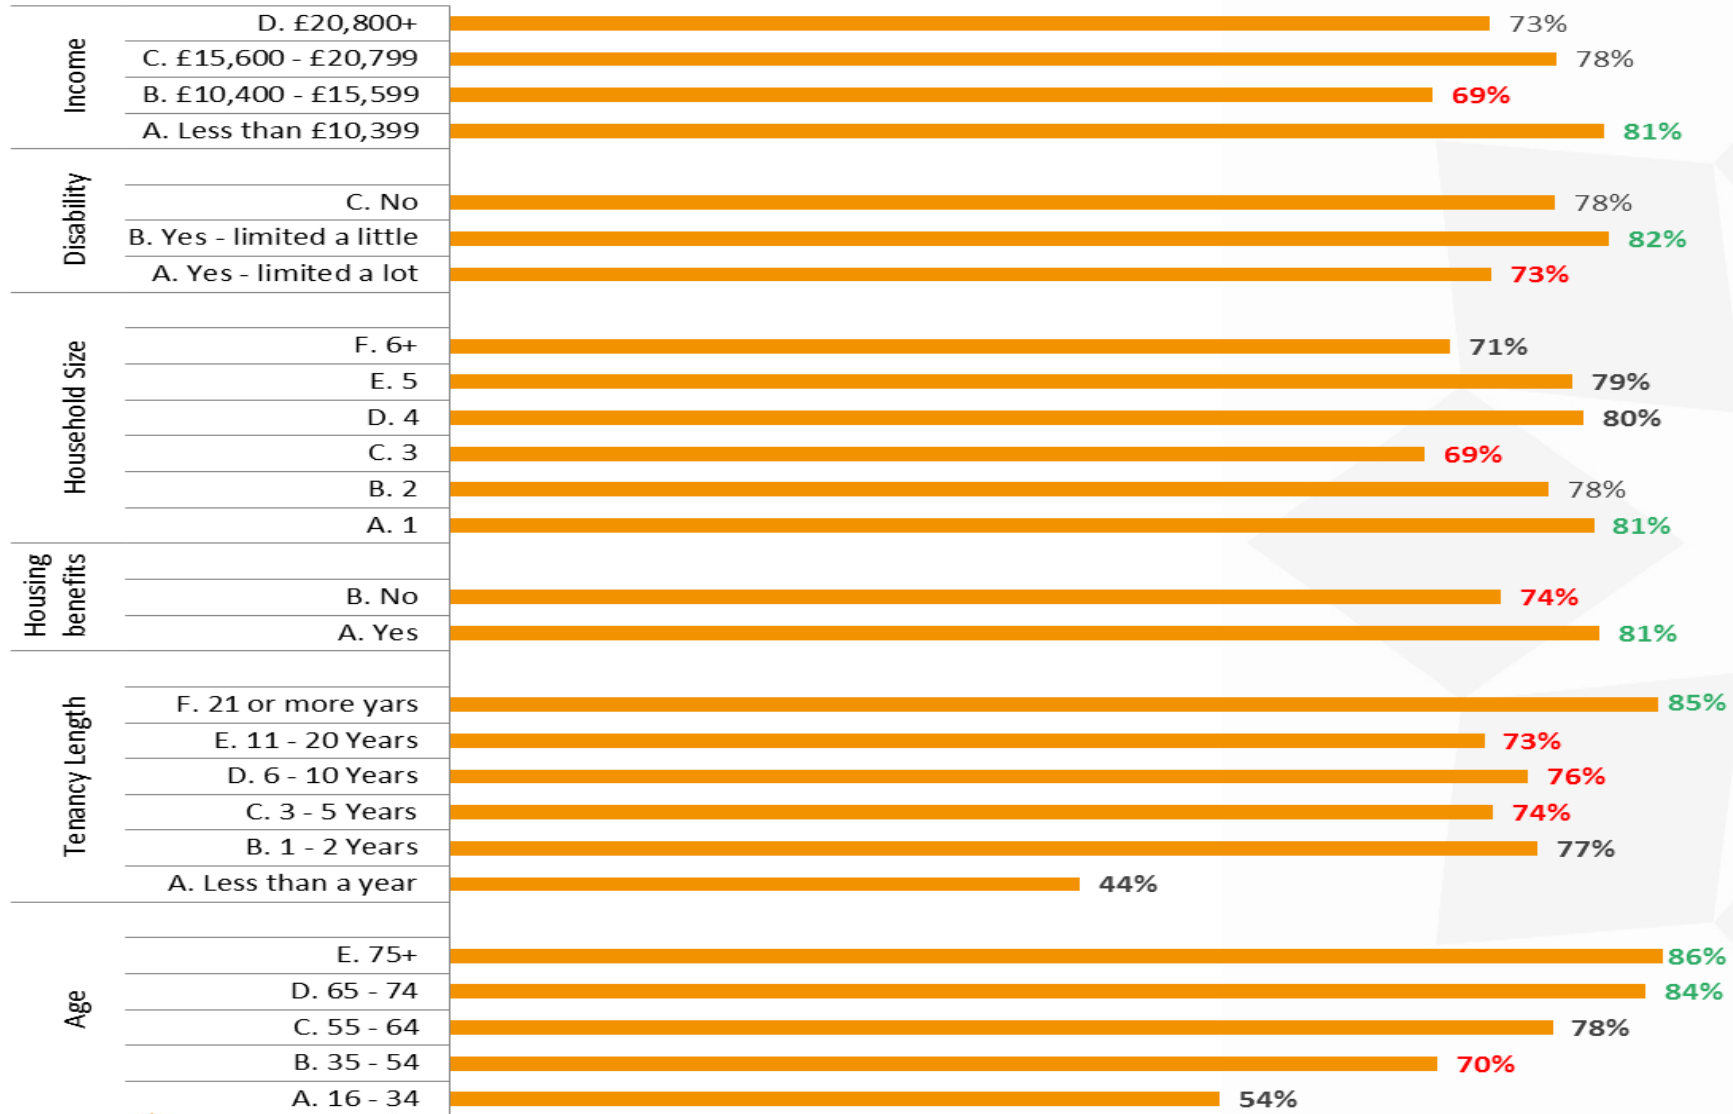 Income
D. £20,800+ 73%
C. £15,600 - £20,799 78%
B. £10,400 - £15,599 69%
A. Less than £10,399 81%
Disability
C. No 78%
B. Yes - limited a little 82%
A. Yes - limited a lot 73%
Household Size
F. 6+ 71%
E. 5 79%
D. 4 80%
C. 3 69%
B. 2 78%
A. 1 81%
Housing
benefits
B. No 74%
A. Yes 81%
Tenancy Length
F. 21 or more yars 85%
E. 11 - 20 Years 73%
D. 6 - 10 Years 76%
C. 3 - 5 Years 74%
B. 1 - 2 Years 77%
A. Less than a year 44%
Age
E. 75+ 86%
D. 65 - 74 84%
C. 55 - 64 78%
B. 35 - 54 70%
A. 16 - 34 54%